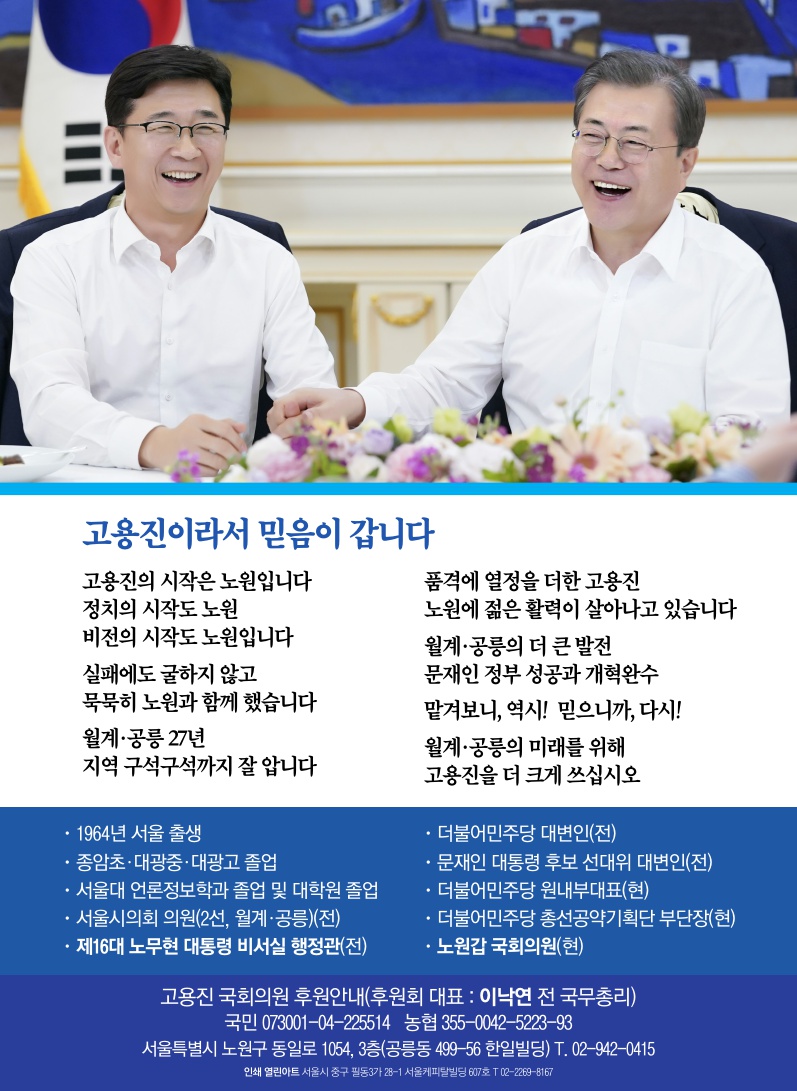 고용진이라서 믿음이 갑니다
고용진의 시작은 노원입니다
정치의 시작도 노원
비전의 시작도 노원입니다
실패에도 굴하지 않고
묵묵히 노원과 함께 했습니다
월계·공릉 27년
지역 구석구석까지 잘 압니다
품격에 열정을 더한 고용진
노원에 젊은 활력이 살아나고 있습니다
월계·공릉의 더 큰 발전
문재인 정부 성공과 개혁완수
맡겨보니, 역시! 믿으니까, 다시!
월계·공릉의 미래를 위해
고용진을 더 크게 쓰십시오
· 1964년 서울 출생
· 종암초·대광중·대광고 졸업
· 서울대 언론정보학과 졸업 및 대학원 졸업
· 서울시의회 의원(2선, 월계·공릉)(전)
· 제16대 노무현 대통령 비서실 행정관(전)
· 더불어민주당 대변인(전)
· 문재인 대통령 후보 선대위 대변인(전)
· 더불어민주당 원내부대표(현)
· 더불어민주당 총선공약기획단 부단장(현)
· 노원갑 국회의원(현)
고용진 국회의원 후원안내(후원회 대표 : 이낙연 전 국무총리)
국민 073001-04-225514 농협 355-0042-5223-93
서울특별시 노원구 동일로 1054, 3층(공릉동 499-56 한일빌딩) T. 02-942-0415
인쇄 열린아트 서울시 중구 필동3가 28-1 서울캐피탈빌딩 607호 T 02-2269-8167